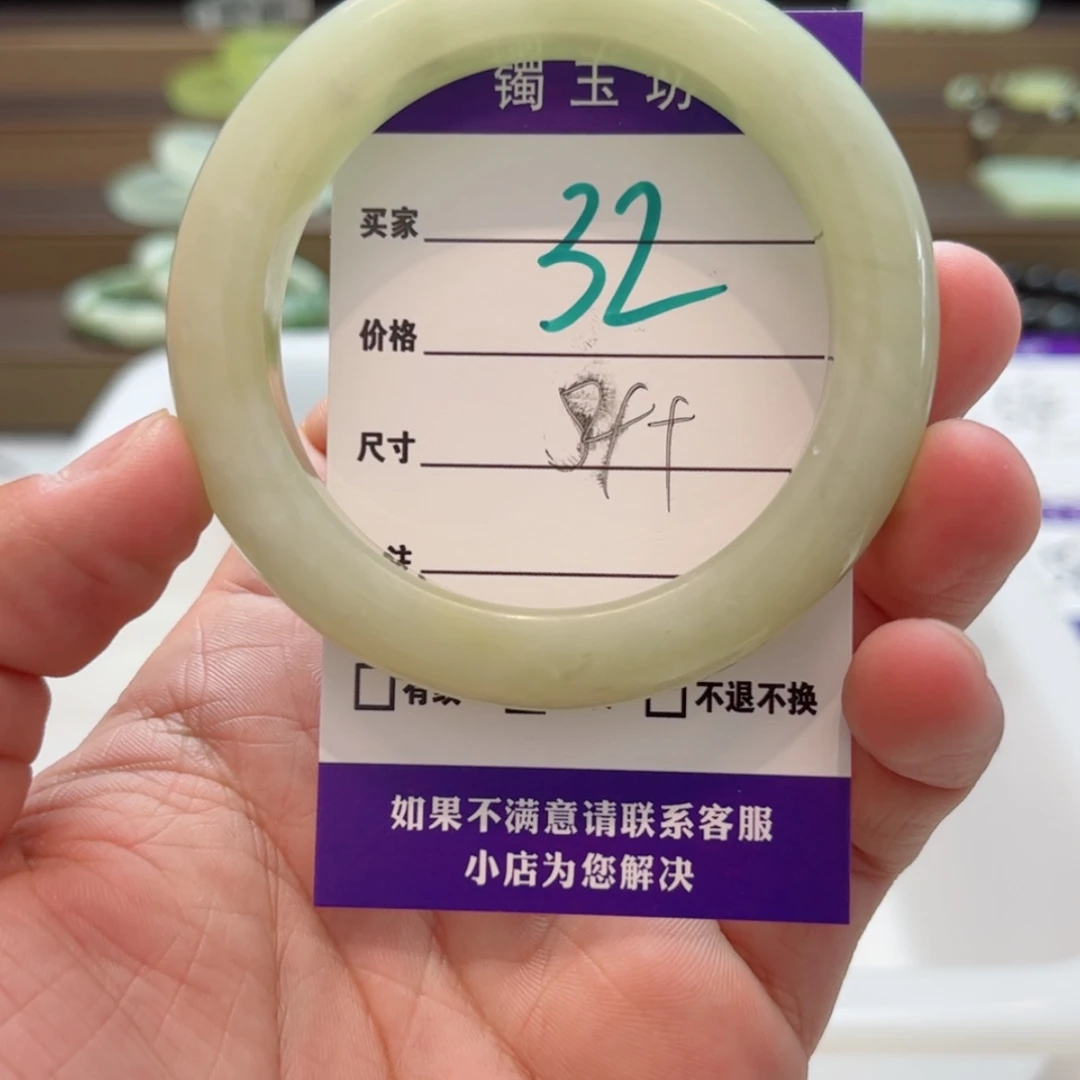 镯玉坊
买家
32
价格
尺寸
注
不退不换
如果不满意请联系客服
小店为您解决